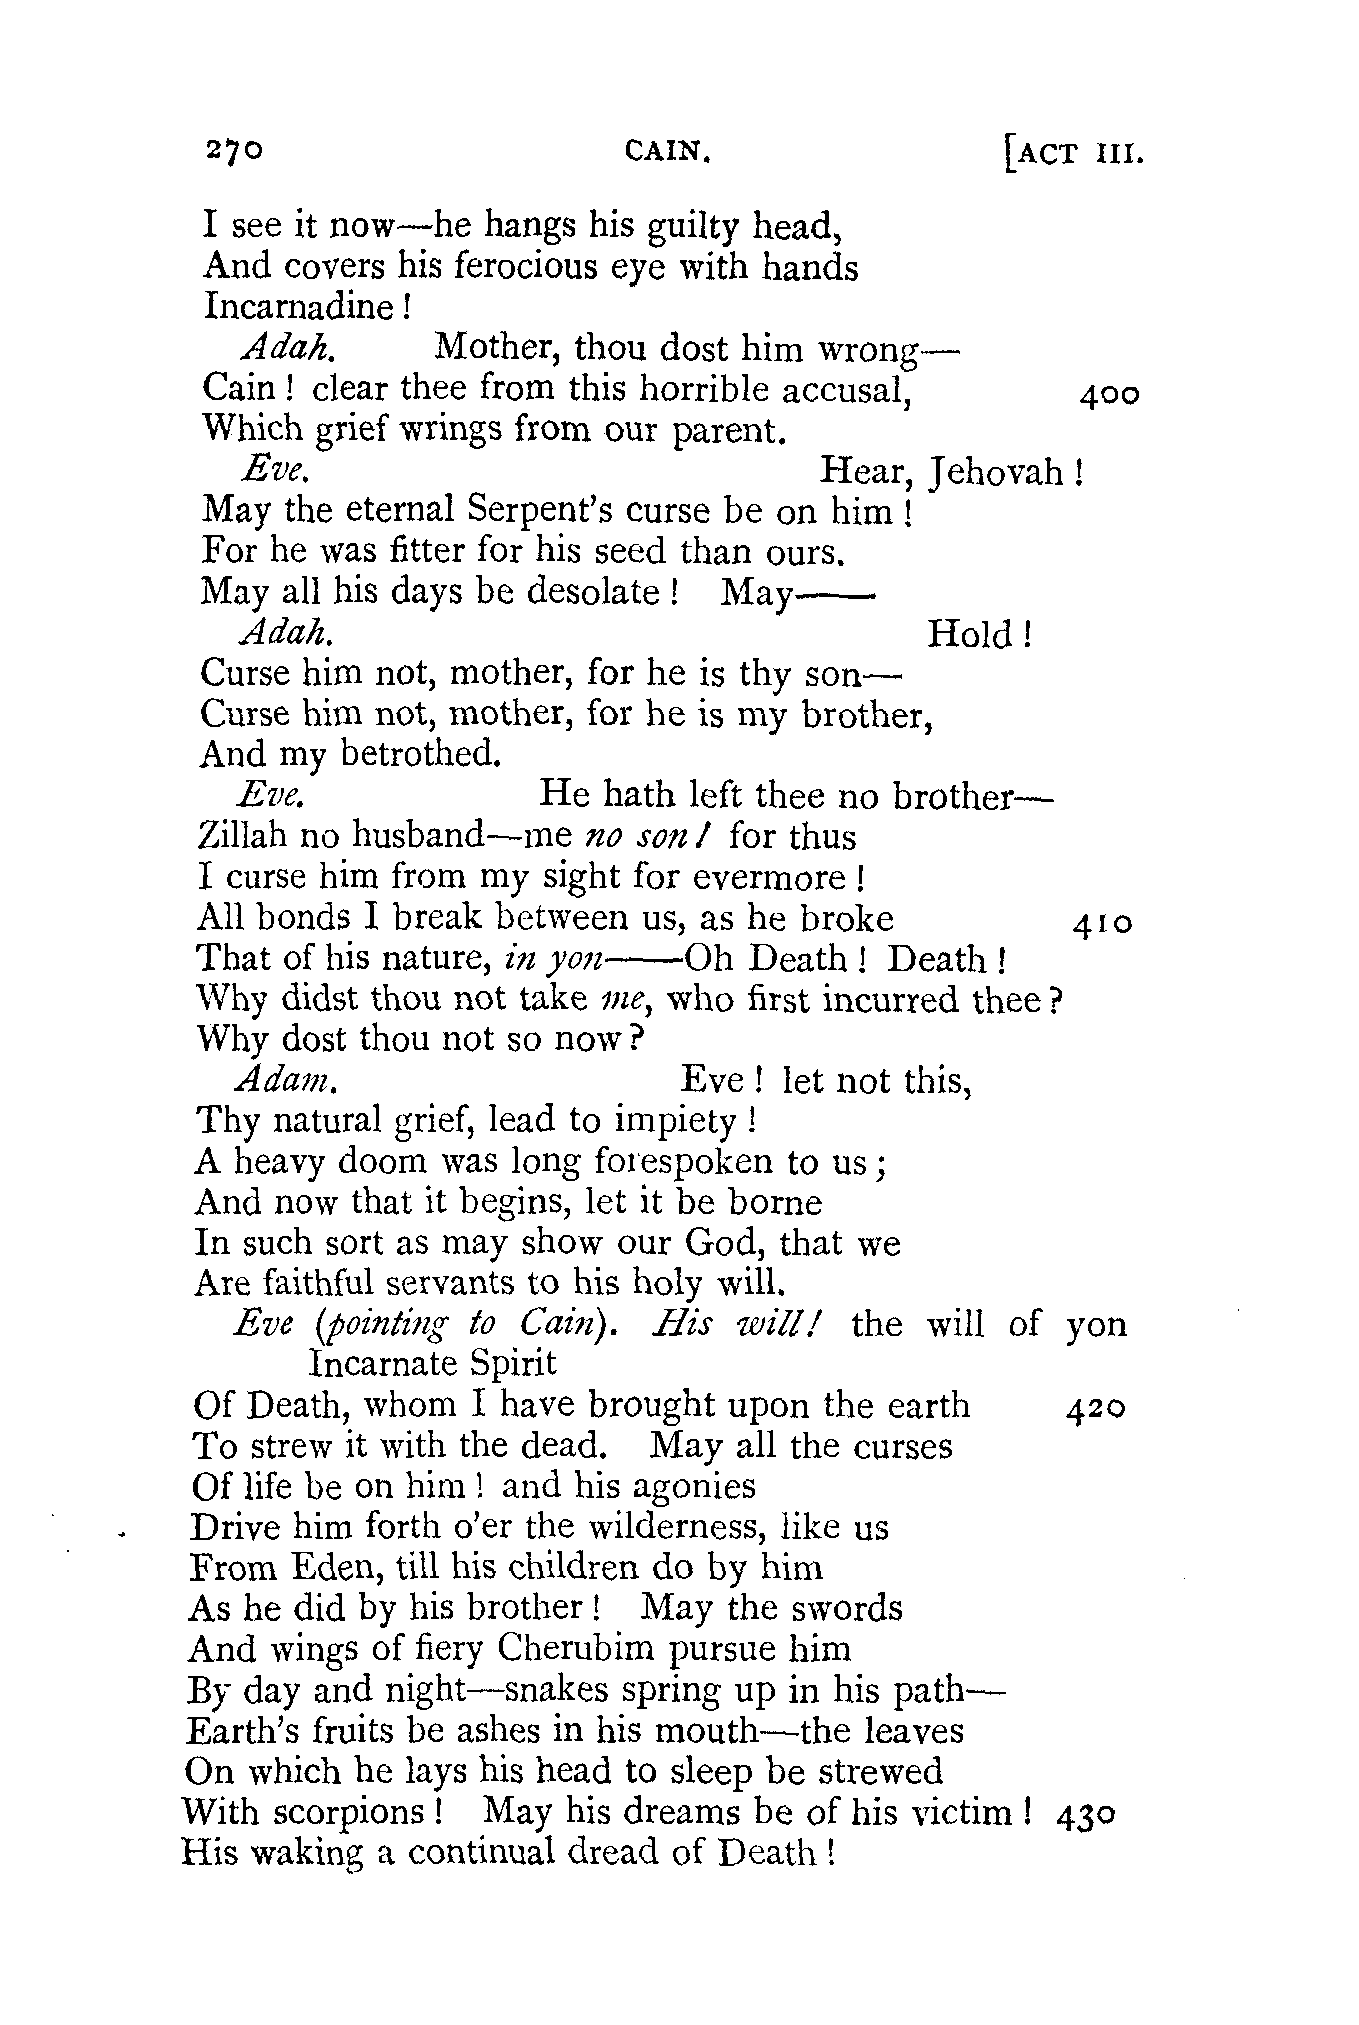 270 CAIN. [ACT III.
I see it now—he hangs his guilty head,
And covers his ferocious eye with hands
Incarnadine!
Adah. Mother, thou dost him wrong—
Cain! clear thee from this horrible accusal, 400
Which grief wrings from our parent.
Eve. Hear, Jehovah!
May the eternal Serpent's curse be on him!
For he was fitter for his seed than ours.
May all his days be desolate! May——
Adah. Hold!
Curse him not, mother, for he is thy son—
Curse him not, mother, for he is my brother,
And my betrothed.
Eve. He hath left thee no brother—
Zillah no husband—me no son! for thus
I curse him from my sight for evermore!
All bonds I break between us, as he broke 410
That of his nature, in yon——Oh Death! Death!
Why didst thou not take me, who first incurred thee?
Why dost thou not so now?
Adam. Eve! let not this,
Thy natural grief, lead to impiety!
A heavy doom was long forespoken to us;
And now that it begins, let it be borne
In such sort as may show our God, that we
Are faithful servants to his holy will.
Eve (pointing to Cain). His will! the will of yon
Incarnate Spirit
Of Death, whom I have brought upon the earth 420
To strew it with the dead. May all the curses
Of life be on him! and his agonies
Drive him forth o'er the wilderness, like us
From Eden, till his children do by him
As he did by his brother! May the swords
And wings of fiery Cherubim pursue him
By day and night—snakes spring up in his path—
Earth's fruits be ashes in his mouth—the leaves
On which he lays his head to sleep be strewed
With scorpions! May his dreams be of his victim! 430
His waking a continual dread of Death!